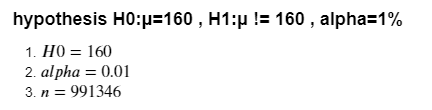 hypothesis H0:μ=160 , H1:μ != 160 , alpha=1%
1. H0 = 160
2. alpha = 0.01
3. n = 991346